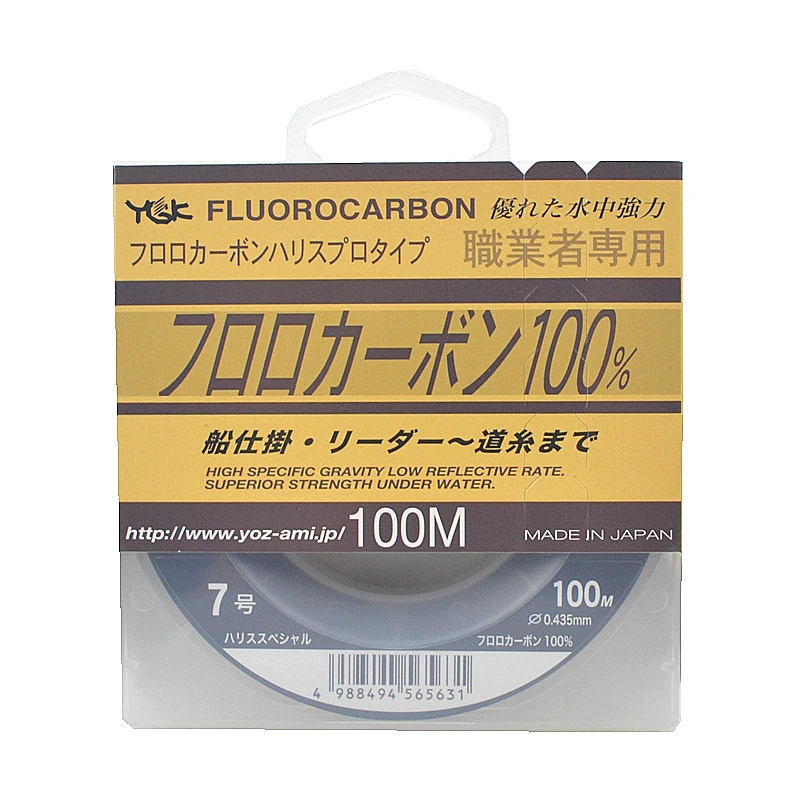 YGK FLUOROCARBON 優れた水中強力
フロロカーボンハリスプロタイプ 職業者専用
フロロカーボン100%
船仕掛・リーダー～道糸まで
HIGH SPECIFIC GRAVITY LOW REFLECTIVE RATE.
SUPERIOR STRENGTH UNDER WATER.
http://www.yoz-ami.jp/ 100M MADE IN JAPAN
7号 100M
Ø0.435mm
ハリススペシャル フロロカーボン 100%
4 988494 565631